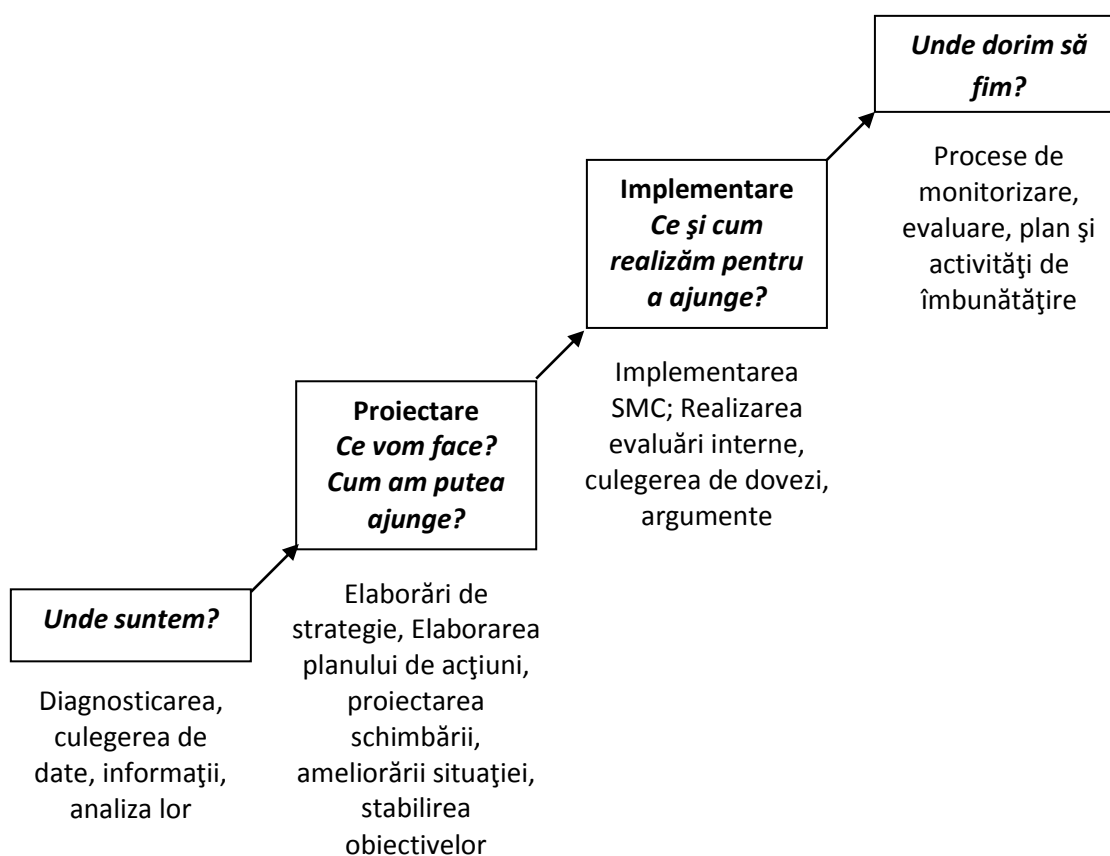 Unde dorim să
fim?
Procese de
monitorizare,
evaluare, plan şi
activităţi de
îmbunătăţire
Implementare
Ce şi cum
realizăm pentru
a ajunge?
Implementarea
SMC; Realizarea
evaluări interne,
culegerea de dovezi,
argumente
Proiectare
Ce vom face?
Cum am putea
ajunge?
Elaborări de
strategie, Elaborarea
planului de acţiuni,
proiectarea
schimbării,
ameliorării situaţiei,
stabilirea
obiectivelor
Unde suntem?
Diagnosticarea,
culegerea de
date, informaţii,
analiza lor